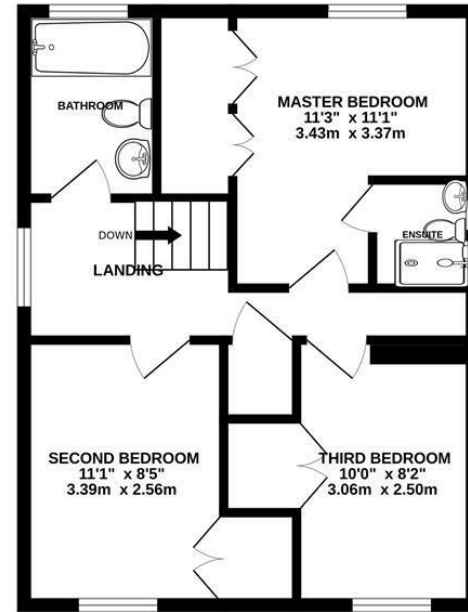 BATHROOM
MASTER BEDROOM
11'3" x 11'1"
3.43m x 3.37m
ENSUITE
DOWN
LANDING
SECOND BEDROOM
11'1" x 8'5"
3.39m x 2.56m
THIRD BEDROOM
10'0" x 8'2"
3.06m x 2.50m